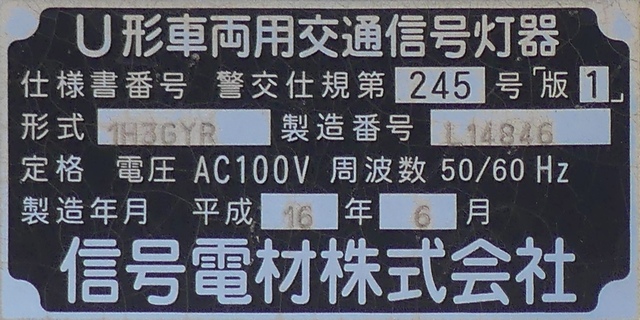 U形車両用交通信号灯器
仕様書番号 警交仕規第 245 号「版1」
形式 1H3GYR 製造番号 L14846
定格 電圧 AC100V 周波数 50/60Hz
製造年月 平成 16 年 6 月
信号電材株式会社